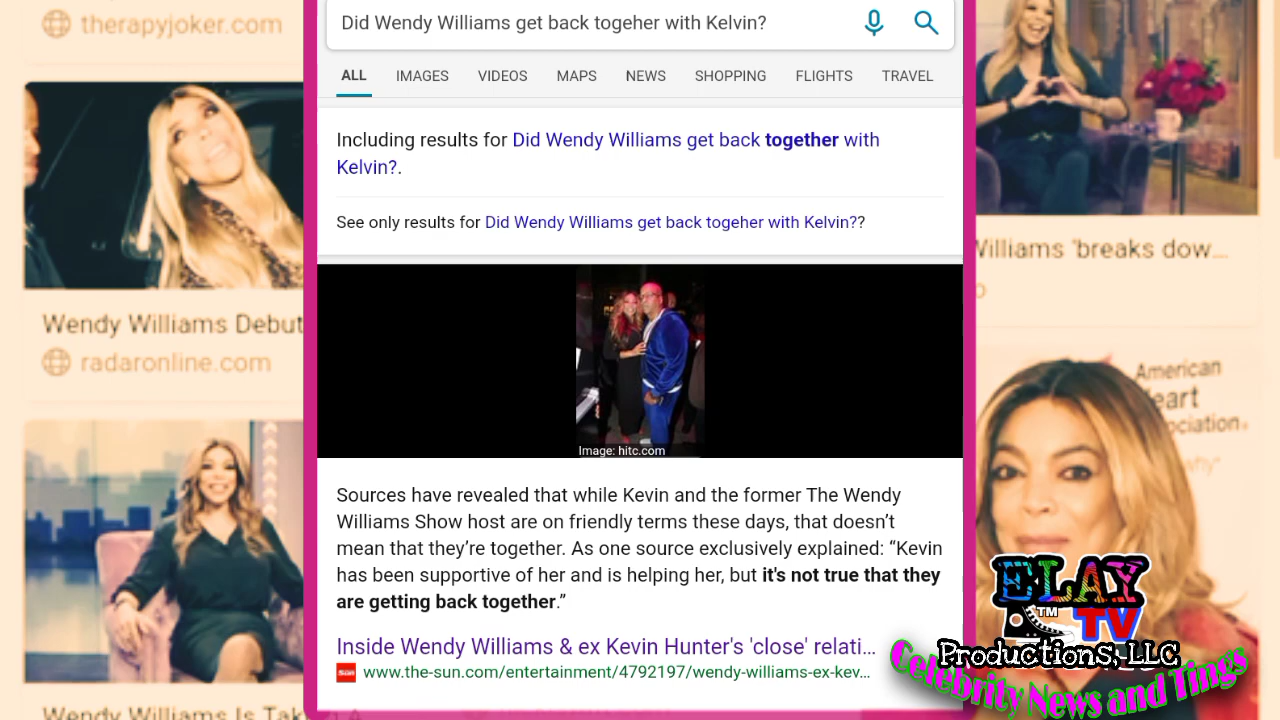 therapyjoker.com
Wendy Williams Debut
radaronline.com
Wendy Williams Is Tak
Did Wendy Williams get back togeher with Kelvin?
ALL IMAGES VIDEOS MAPS NEWS SHOPPING FLIGHTS TRAVEL
Including results for Did Wendy Williams get back together with
Kelvin?.
See only results for Did Wendy Williams get back togeher with Kelvin??
Image: hitc.com
Sources have revealed that while Kevin and the former The Wendy
Williams Show host are on friendly terms these days, that doesn’t
mean that they’re together. As one source exclusively explained: “Kevin
has been supportive of her and is helping her, but it's not true that they
are getting back together.”
Inside Wendy Williams & ex Kevin Hunter's 'close' relati...
Sun
www.the-sun.com/entertainment/4792197/wendy-williams-ex-kev...
Williams 'breaks dow...
American
Heart
ELAY
TM
TV
Productions, LLC
Celebrity News and Tings